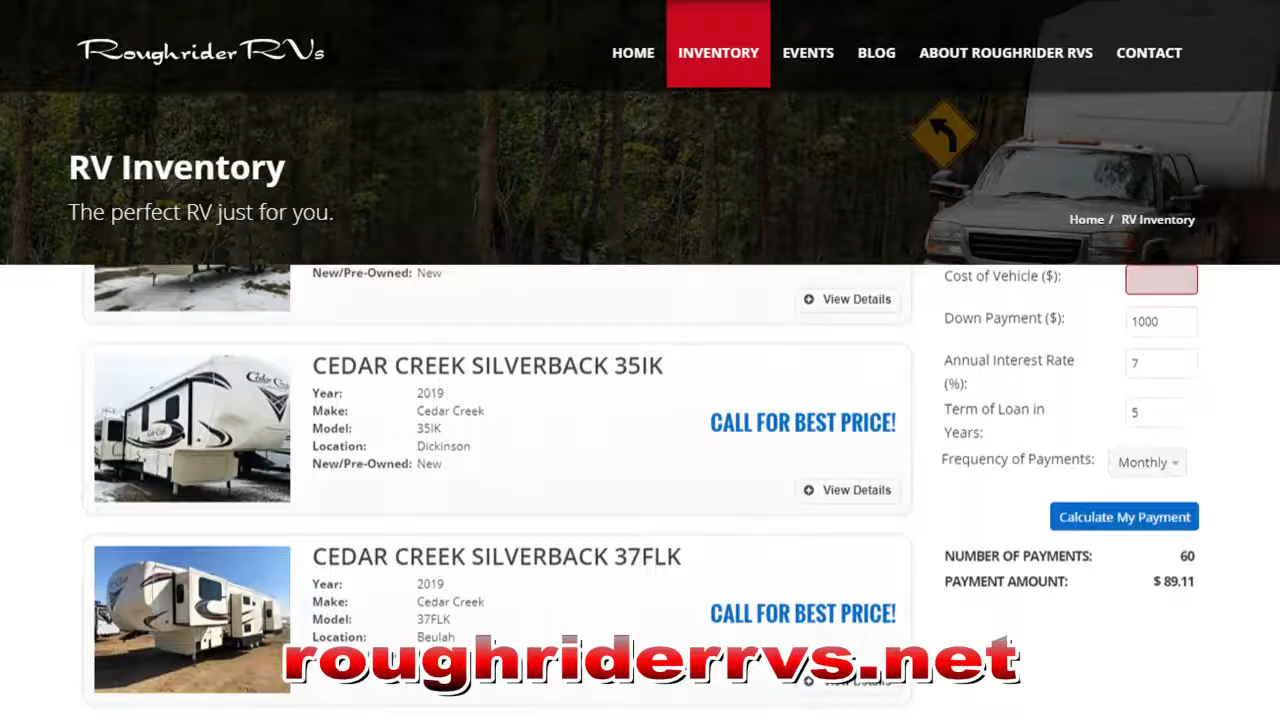 Roughrider RVs
HOME INVENTORY EVENTS BLOG ABOUT ROUGHRIDER RVS CONTACT
RV Inventory
The perfect RV just for you.
Home / RV Inventory
New/Pre-Owned: New
View Details
CEDAR CREEK SILVERBACK 35IK
Year: 2019
Make: Cedar Creek
Model: 35IK
Location: Dickinson
New/Pre-Owned: New
CALL FOR BEST PRICE!
View Details
CEDAR CREEK SILVERBACK 37FLK
Year: 2019
Make: Cedar Creek
Model: 37FLK
Location: Beulah
CALL FOR BEST PRICE!
View Details
Cost of Vehicle ($):
Down Payment ($): 1000
Annual Interest Rate
(%): 7
Term of Loan in
Years: 5
Frequency of Payments: Monthly
Calculate My Payment
NUMBER OF PAYMENTS: 60
PAYMENT AMOUNT: $ 89.11
roughriderrvs.net